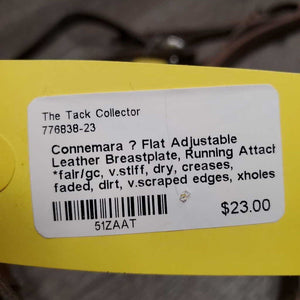 The Tack Collector
776838-23
Connemara ? Flat Adjustable
Leather Breastplate, Running Attach
*fair/gc, v.stiff, dry, creases,
faded, dirt, v.scraped edges, xholes
51ZAAT
$23.00